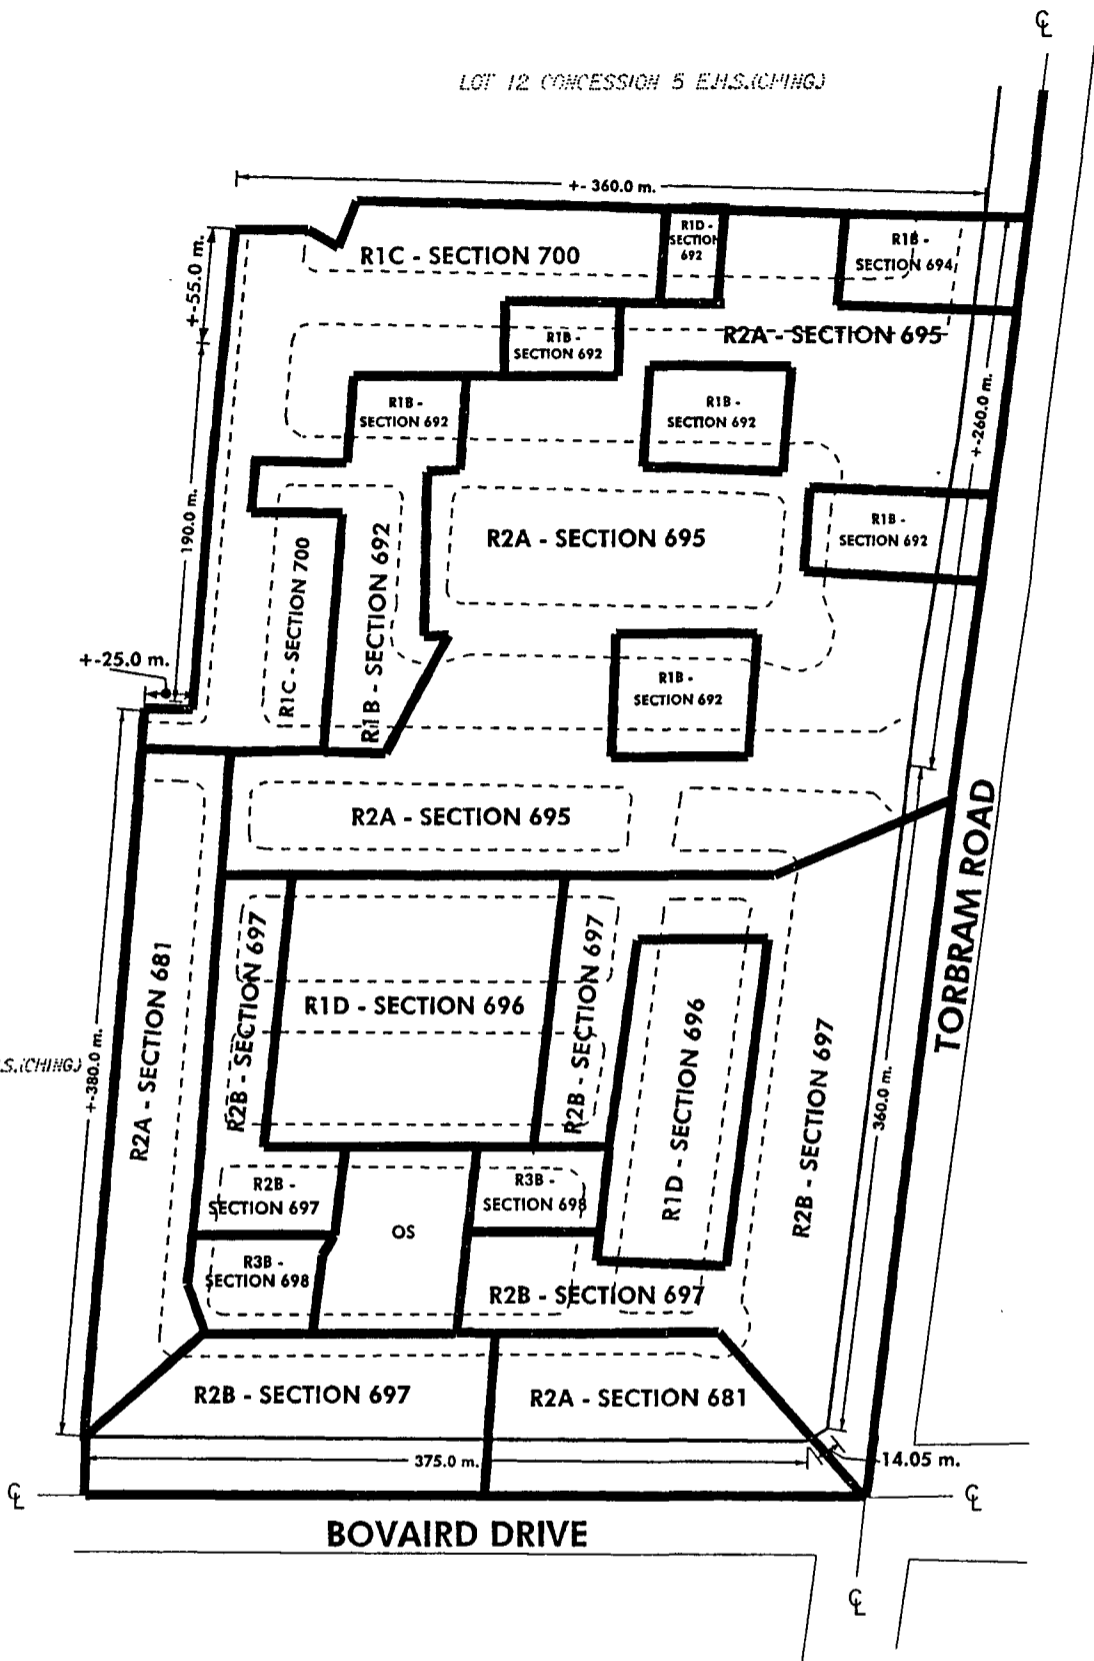 ℄
LOT 12 CONCESSION 5 E.H.S.(CHING)
+- 360.0 m.
+-55.0 m.
R1C - SECTION 700
R1D -
SECTION
692
R1B -
SECTION 694
R1B -
SECTION 692
R2A - SECTION 695
R1B -
SECTION 692
R1B -
SECTION 692
+-260.0 m.
190.0 m.
R1C - SECTION 700
R1B - SECTION 692
R2A - SECTION 695
R1B -
SECTION 692
+-25.0 m.
R1B -
SECTION 692
R2A - SECTION 695
TORBRAM ROAD
S.(CHING)
+-380.0 m.
R2A - SECTION 681
R2B - SECTION 697
R1D - SECTION 696
R2B - SECTION 697
R1D - SECTION 696
R2B - SECTION 697
360.0 m.
R2B -
SECTION 697
R3B -
SECTION 698
OS
R3B -
SECTION 698
R2B - SECTION 697
R2B - SECTION 697
R2A - SECTION 681
375.0 m.
14.05 m.
℄
℄
BOVAIRD DRIVE
℄